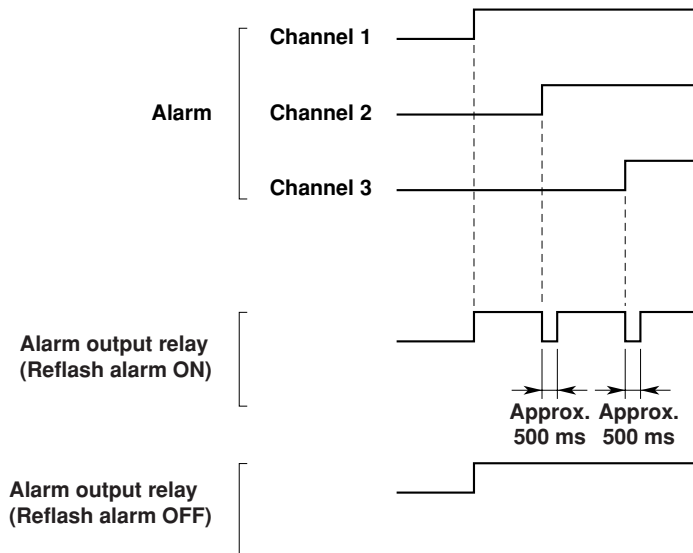 Channel 1
Alarm
Channel 2
Channel 3
Alarm output relay
(Reflash alarm ON)
Approx.
500 ms
Approx.
500 ms
Alarm output relay
(Reflash alarm OFF)